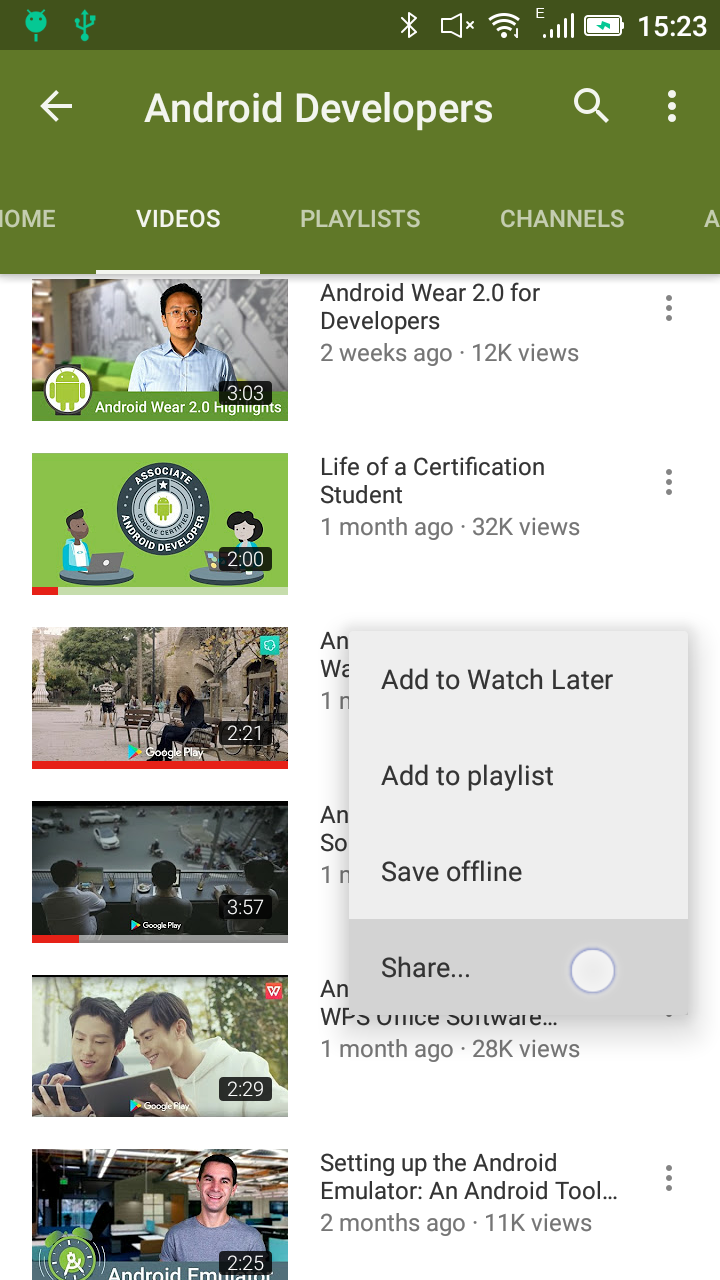 E
15:23
Android Developers
HOME
VIDEOS
PLAYLISTS
CHANNELS
A
3:03
Android Wear 2.0 Highlights
Android Wear 2.0 for
Developers
2 weeks ago · 12K views
ASSOCIATE
GOOGLE CERTIFIED
ANDROID DEVELOPER
2:00
Life of a Certification
Student
1 month ago · 32K views
2:21
Google Play
An
Wa
1 m
Add to Watch Later
Add to playlist
Save offline
Share...
3:57
Google Play
An
So
1 m
W
2:29
Google Play
An
WPS Office Software...
1 month ago · 28K views
2:25
Android Emulator
Setting up the Android
Emulator: An Android Tool...
2 months ago · 11K views